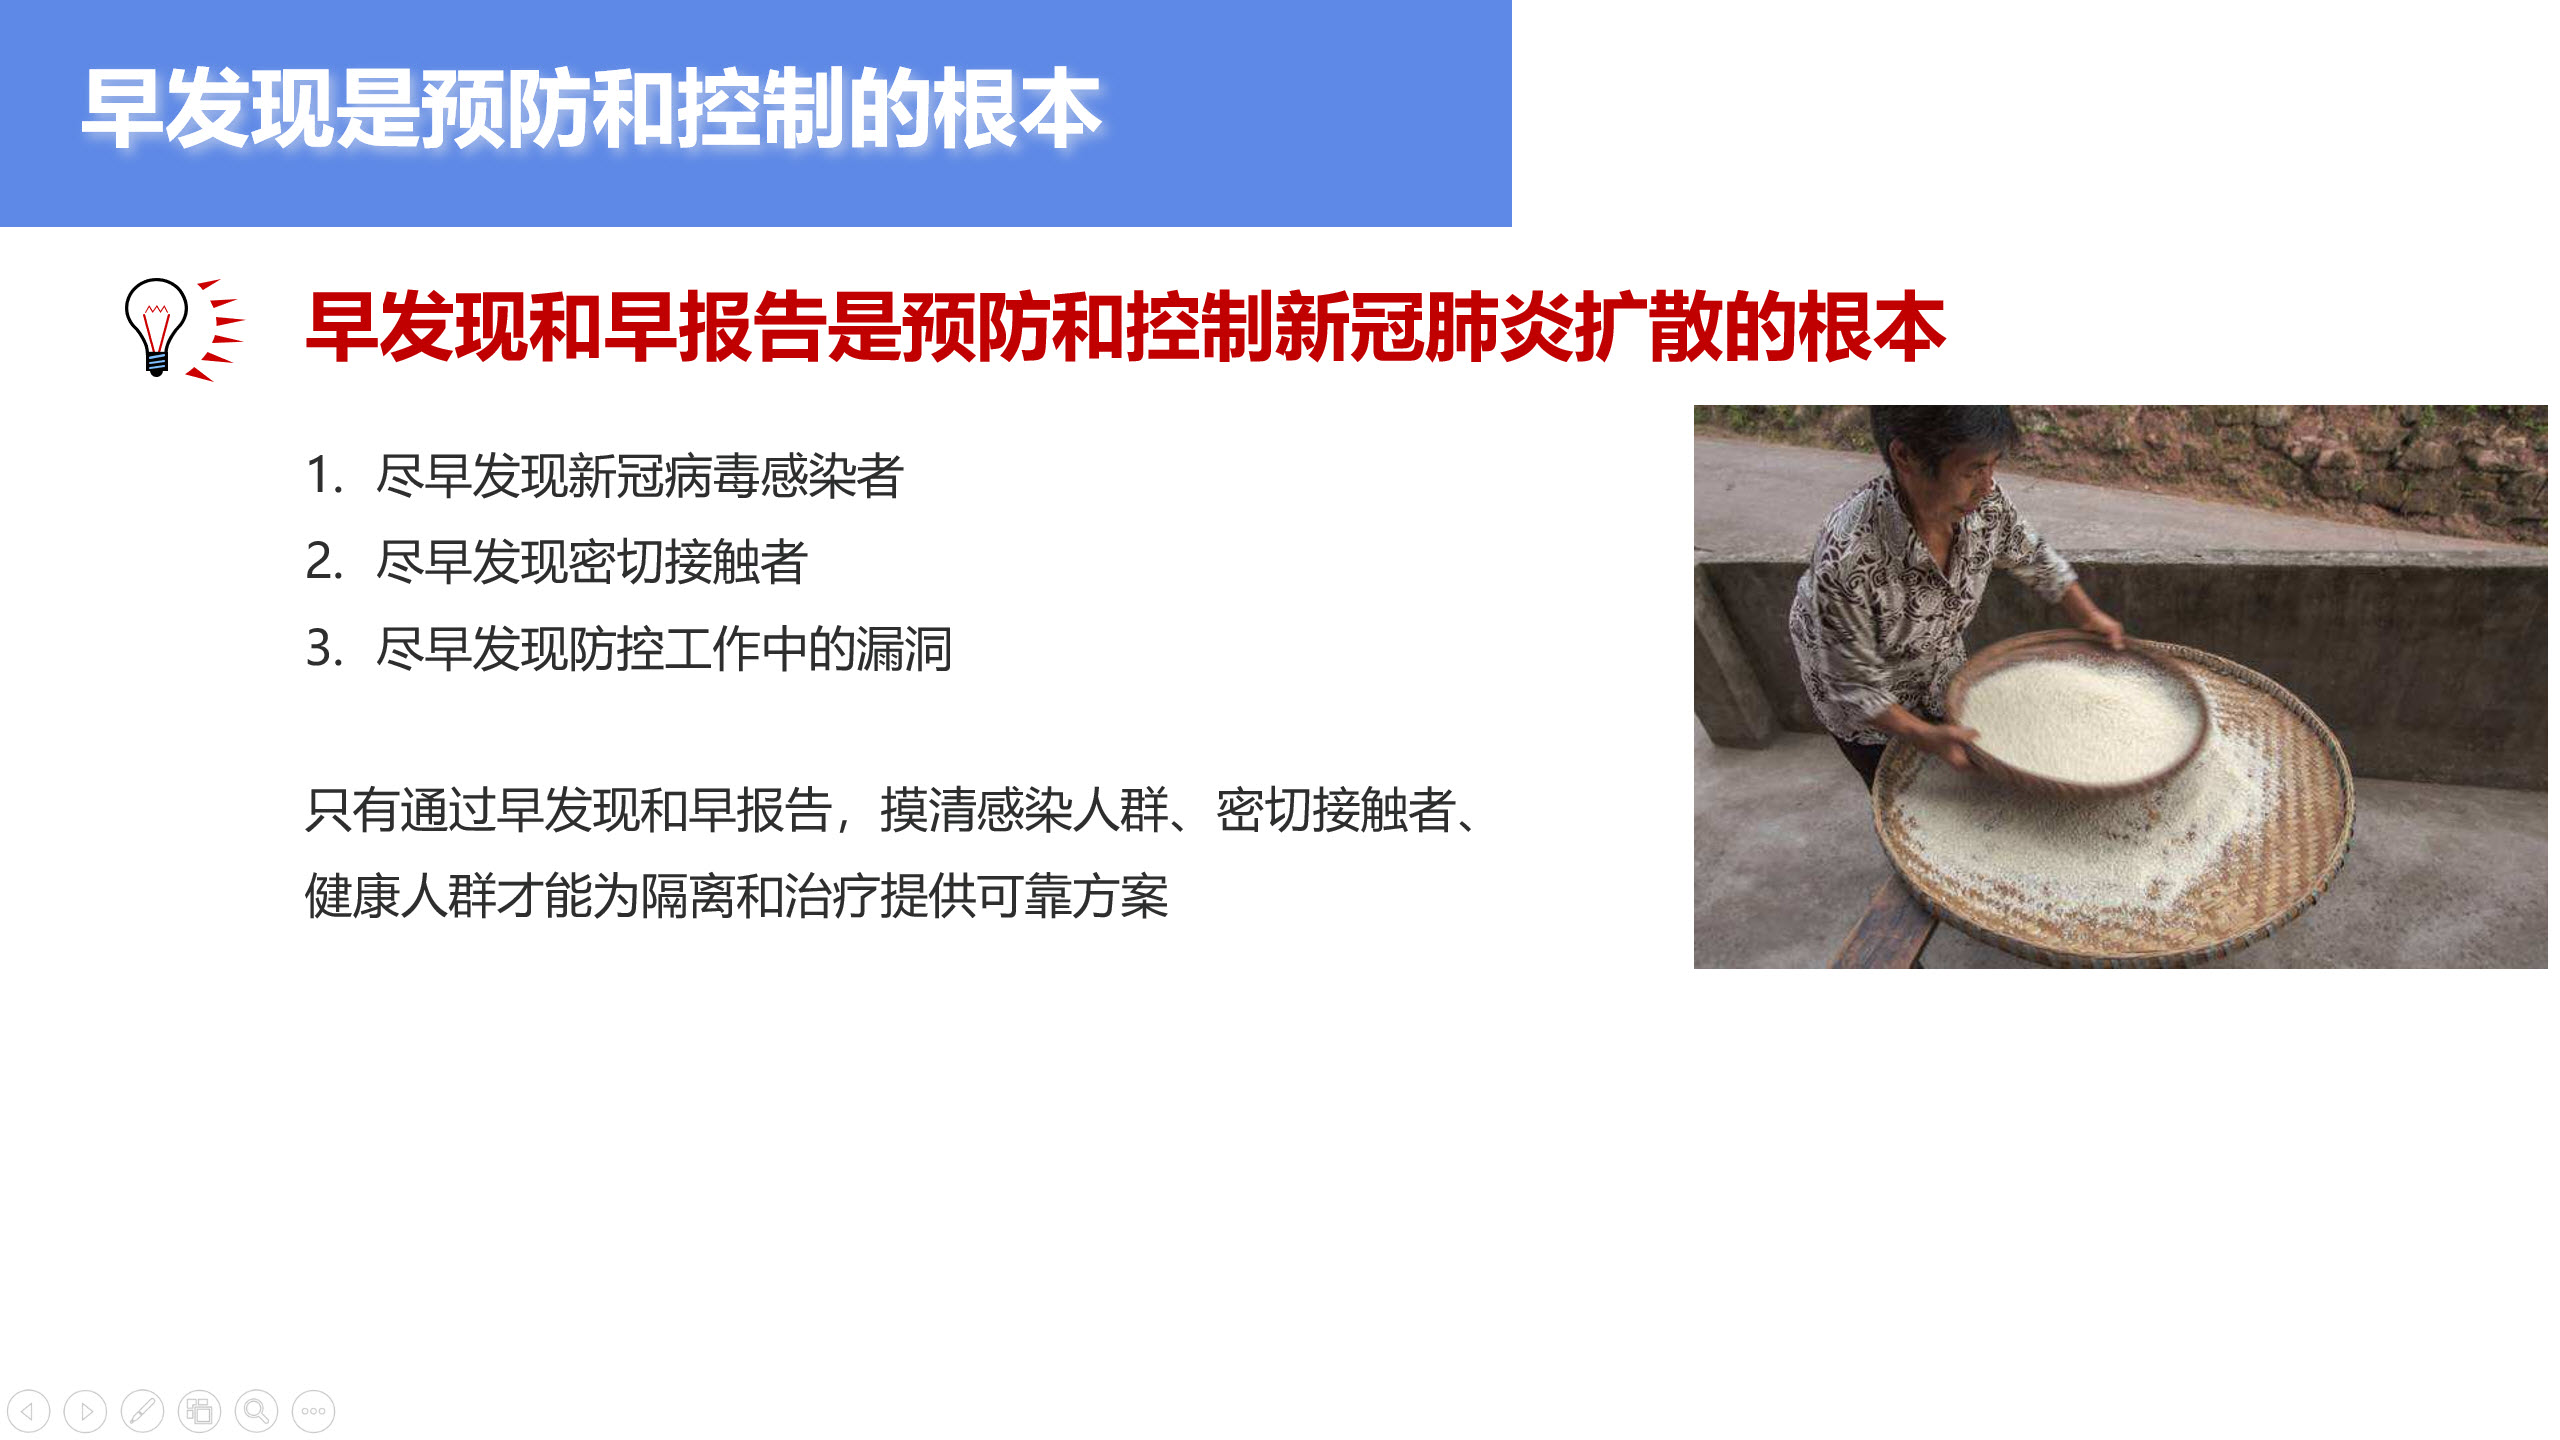 早发现是预防和控制的根本
早发现和早报告是预防和控制新冠肺炎扩散的根本
1. 尽早发现新冠病毒感染者
2. 尽早发现密切接触者
3. 尽早发现防控工作中的漏洞
只有通过早发现和早报告，摸清感染人群、密切接触者、
健康人群才能为隔离和治疗提供可靠方案